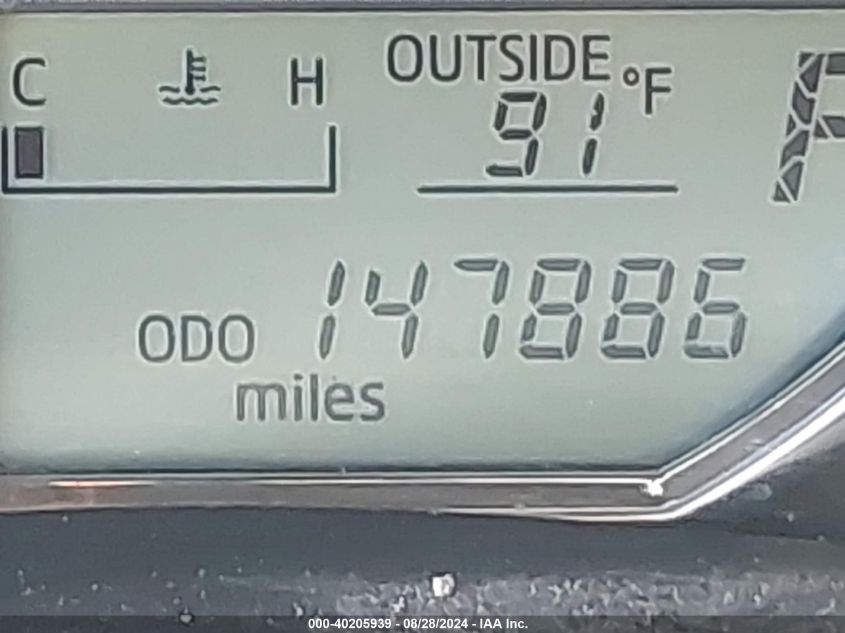 C H OUTSIDE
91 °F
P
ODO 147886
miles
000-40205939 - 08/28/2024 - IAA Inc.